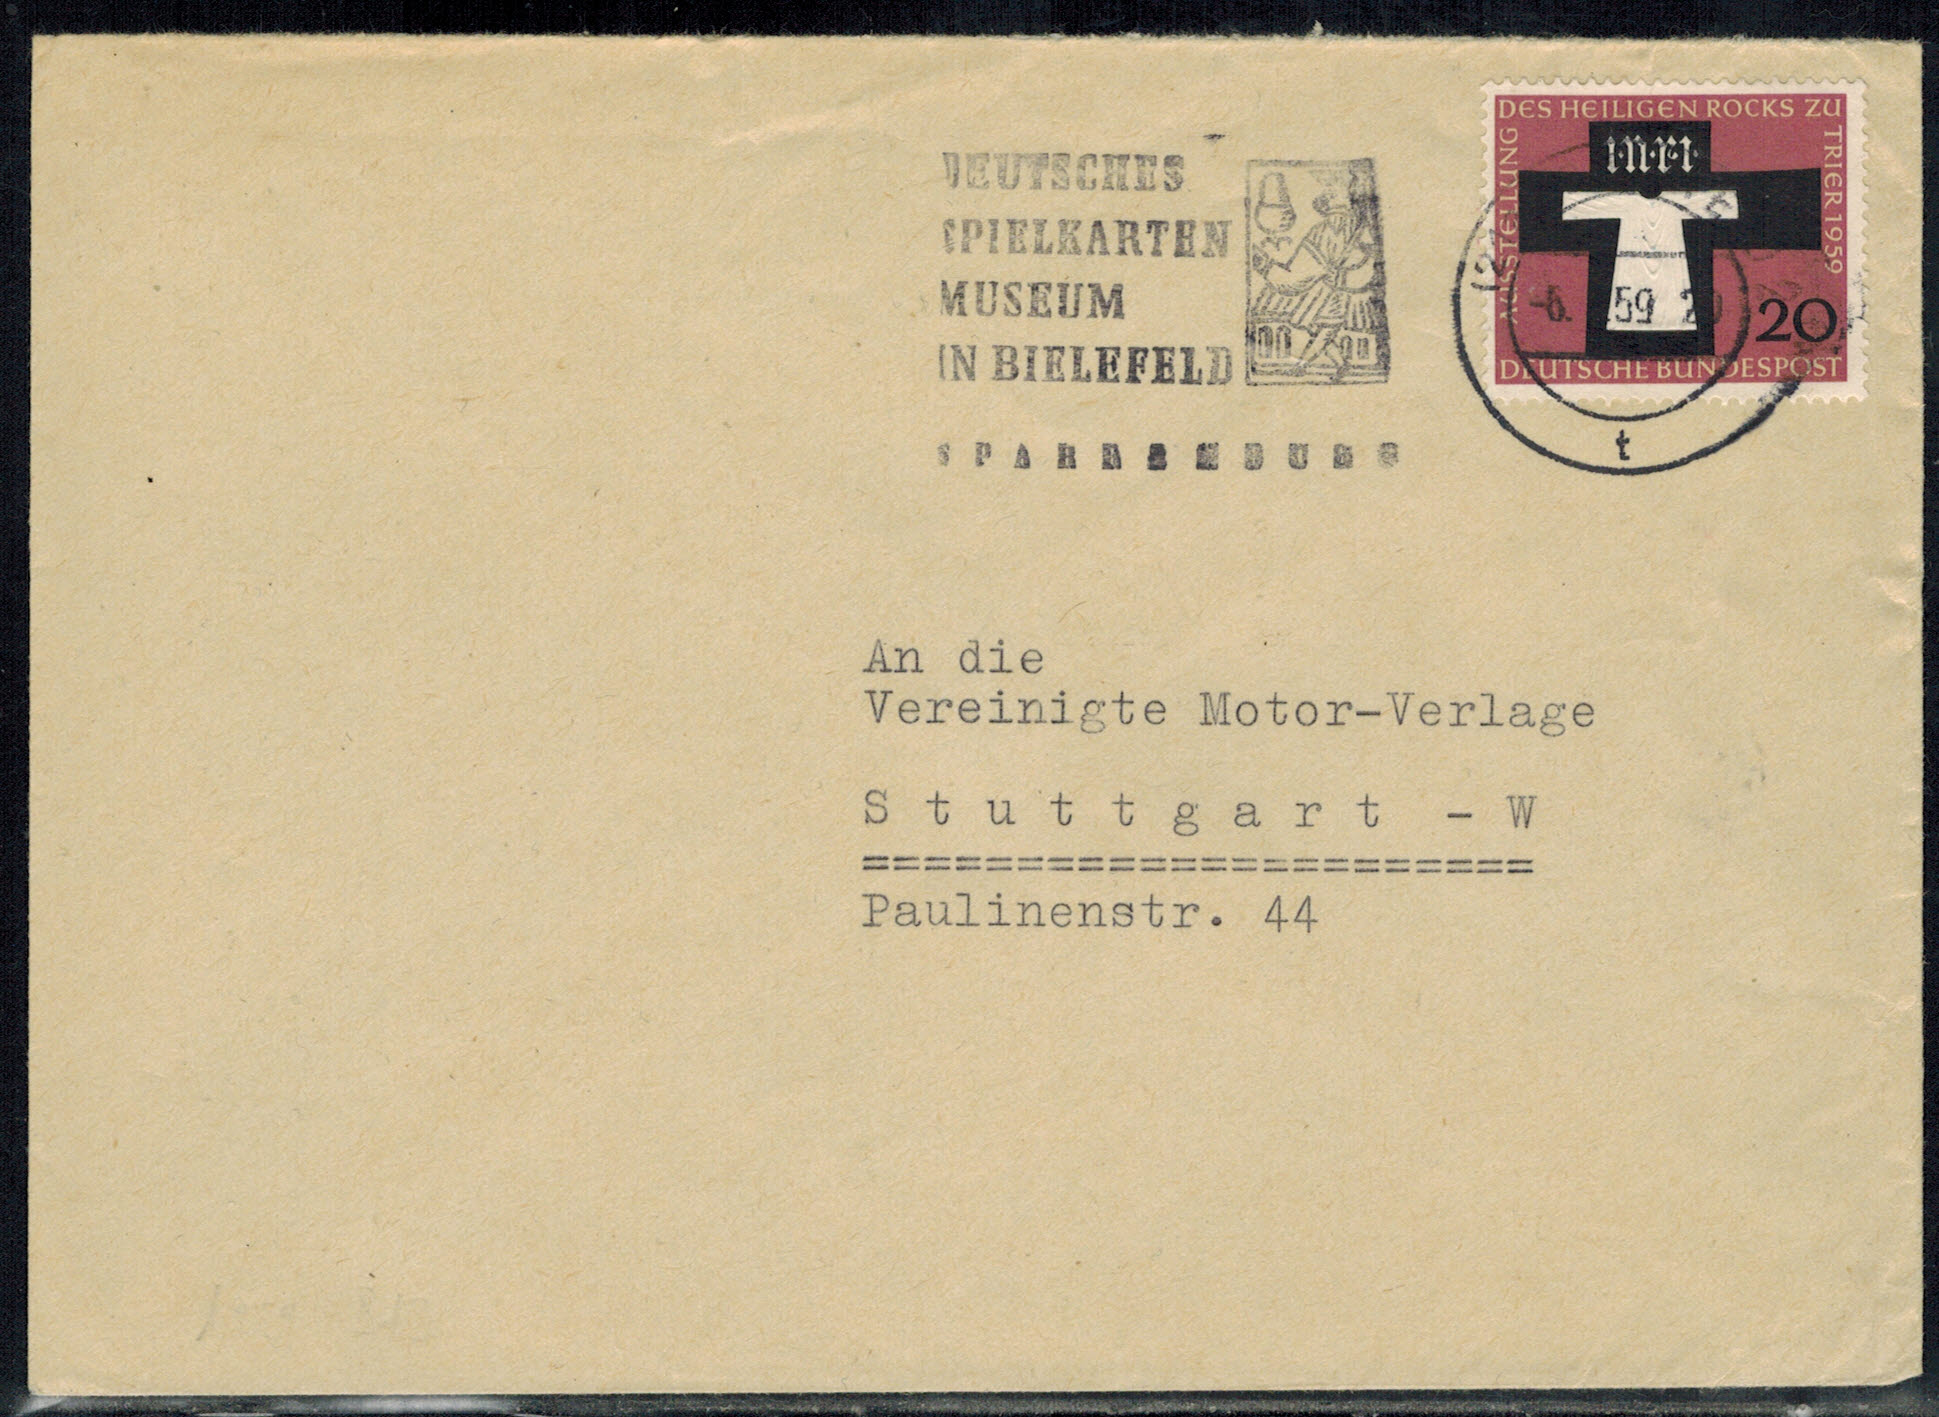 DEUTSCHES
SPIELKARTEN
MUSEUM
IN BIELEFELD
SPARRENBURG
AUSSTELLUNG
DES HEILIGEN ROCKS ZU
TRIER 1959
i·n·r·i
20
DEUTSCHE BUNDESPOST
59
t
An die
Vereinigte Motor-Verlage
Stuttgart - W
======================
Paulinenstr. 44